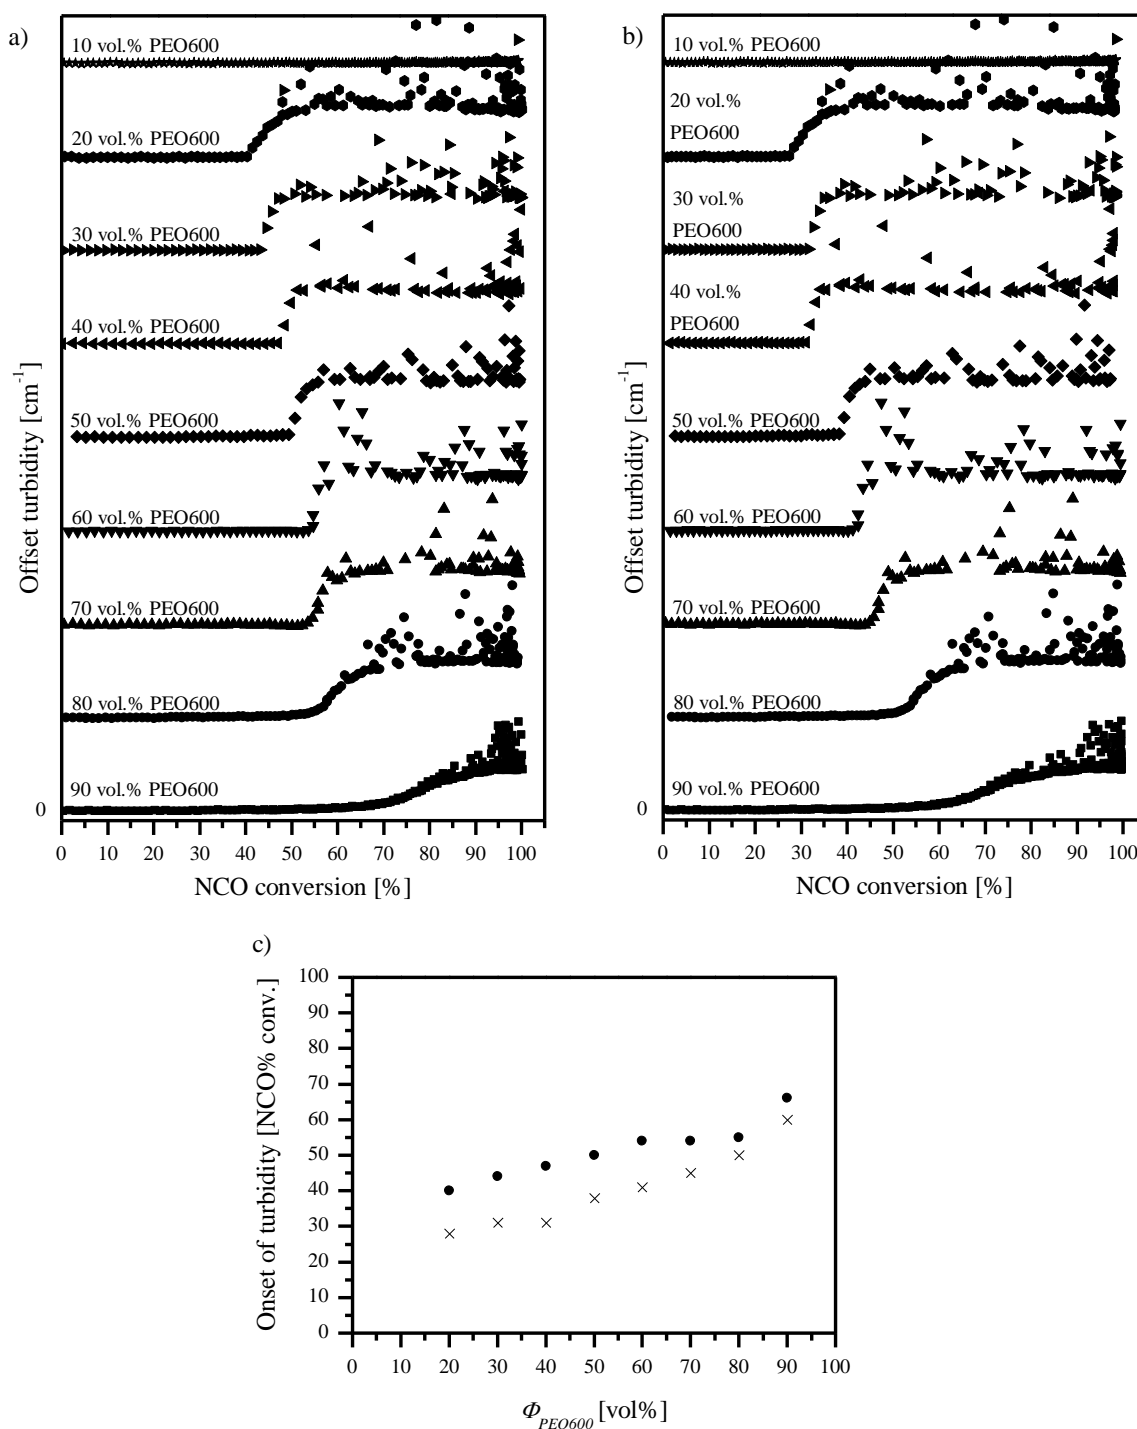 a)
10 vol.% PEO600
20 vol.% PEO600
30 vol.% PEO600
40 vol.% PEO600
50 vol.% PEO600
60 vol.% PEO600
70 vol.% PEO600
80 vol.% PEO600
90 vol.% PEO600
0
Offset turbidity [cm⁻¹]
0 10 20 30 40 50 60 70 80 90 100
NCO conversion [%]
b)
10 vol.% PEO600
20 vol.%
PEO600
30 vol.%
PEO600
40 vol.%
PEO600
50 vol.% PEO600
60 vol.% PEO600
70 vol.% PEO600
80 vol.% PEO600
90 vol.% PEO600
0
Offset turbidity [cm⁻¹]
0 10 20 30 40 50 60 70 80 90 100
NCO conversion [%]
c)
100
90
80
70
60
50
40
30
20
10
0
Onset of turbidity [NCO% conv.]
0 10 20 30 40 50 60 70 80 90 100
Φ_PEO600 [vol%]